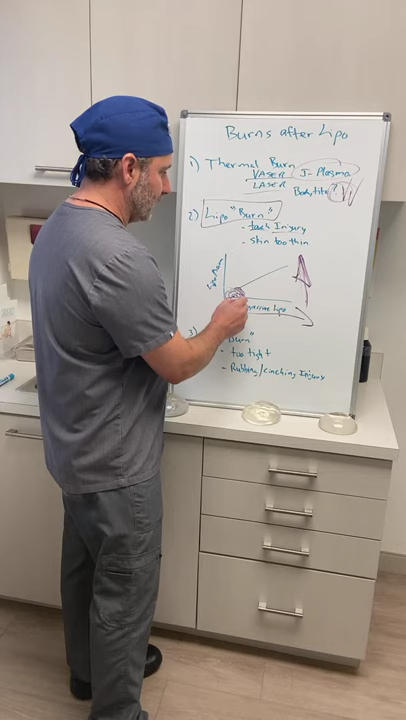 Burns after Lipo
1) Thermal Burn
VASER J-Plasma
LASER Bodytite
2) Lipo "Burn"
- Injury
- Skin too thin
Lipo
3)
Burn"
- too tight
- Rubbing/cinching Injury